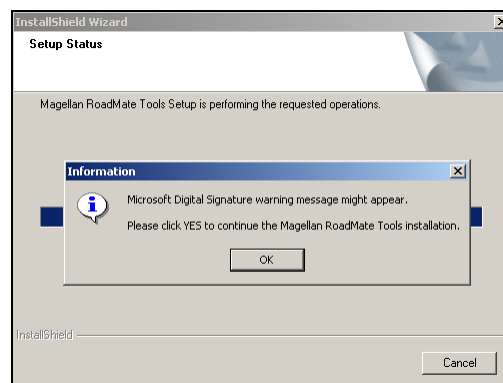 InstallShield Wizard
Setup Status
Magellan RoadMate Tools Setup is performing the requested operations.
Information
Microsoft Digital Signature warning message might appear.
Please click YES to continue the Magellan RoadMate Tools installation.
OK
InstallShield
Cancel